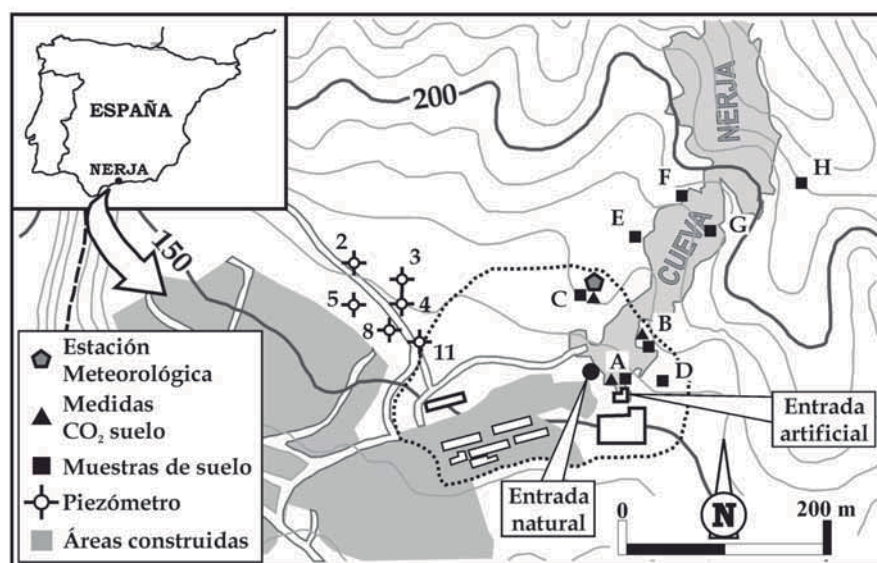 ESPAÑA
NERJA
200
150
NERJA
CUEVA
H
F
G
E
2
3
C
5
4
B
8
11
A
D
Estación
Meteorológica
Medidas
CO₂ suelo
Muestras de suelo
Piezómetro
Áreas construidas
Entrada
artificial
Entrada
natural
0
200 m
N